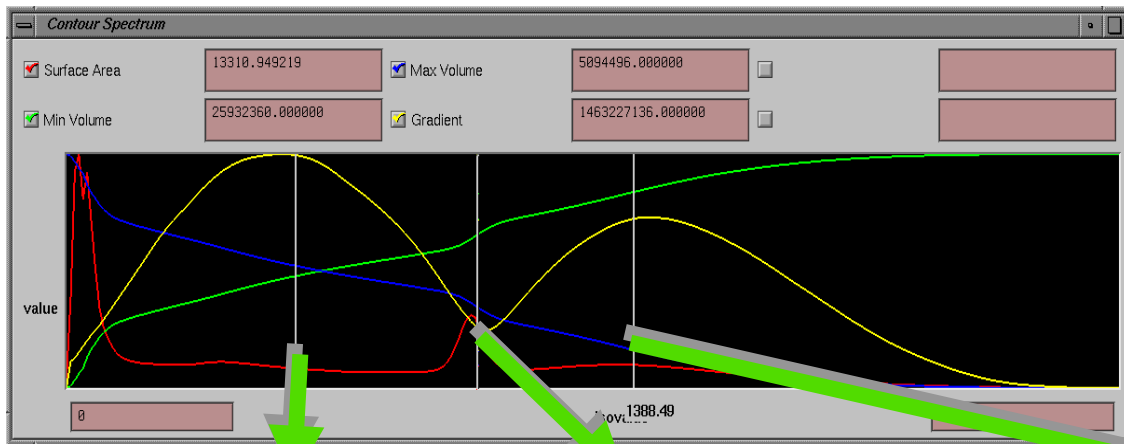 Contour Spectrum
Surface Area 13310.949219 Max Volume 5094496.000000
Min Volume 25932360.000000 Gradient 1463227136.000000
value
0 1388.49